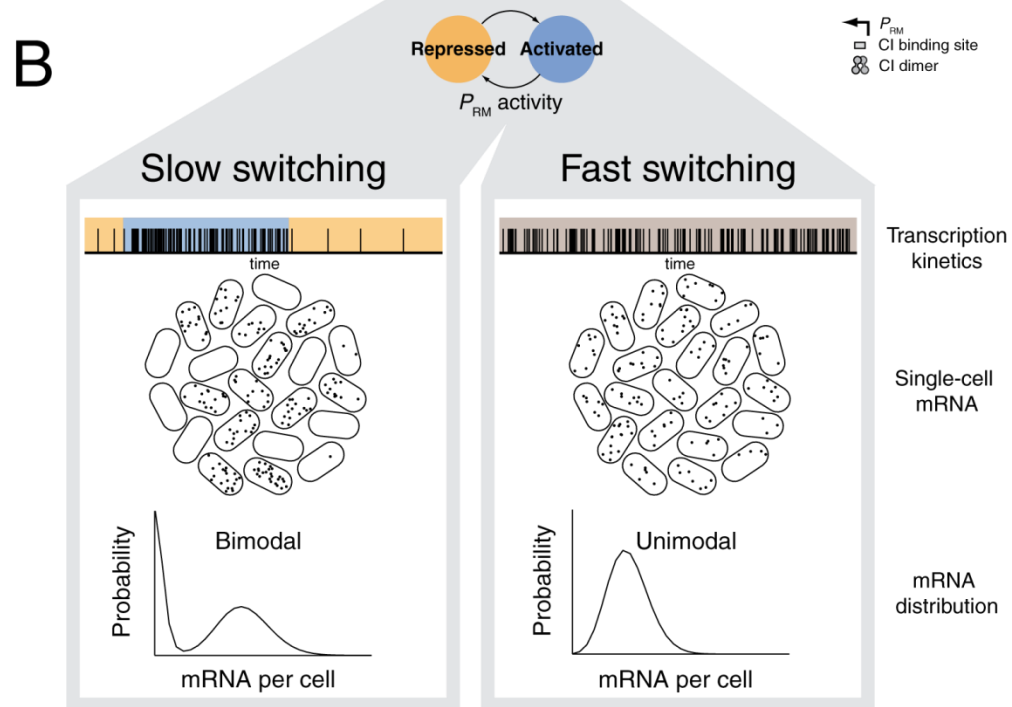 B
Repressed Activated
PRM activity
PRM
CI binding site
CI dimer
Slow switching
Fast switching
time
time
Transcription
kinetics
Single-cell
mRNA
Bimodal
Probability
mRNA per cell
Unimodal
Probability
mRNA per cell
mRNA
distribution